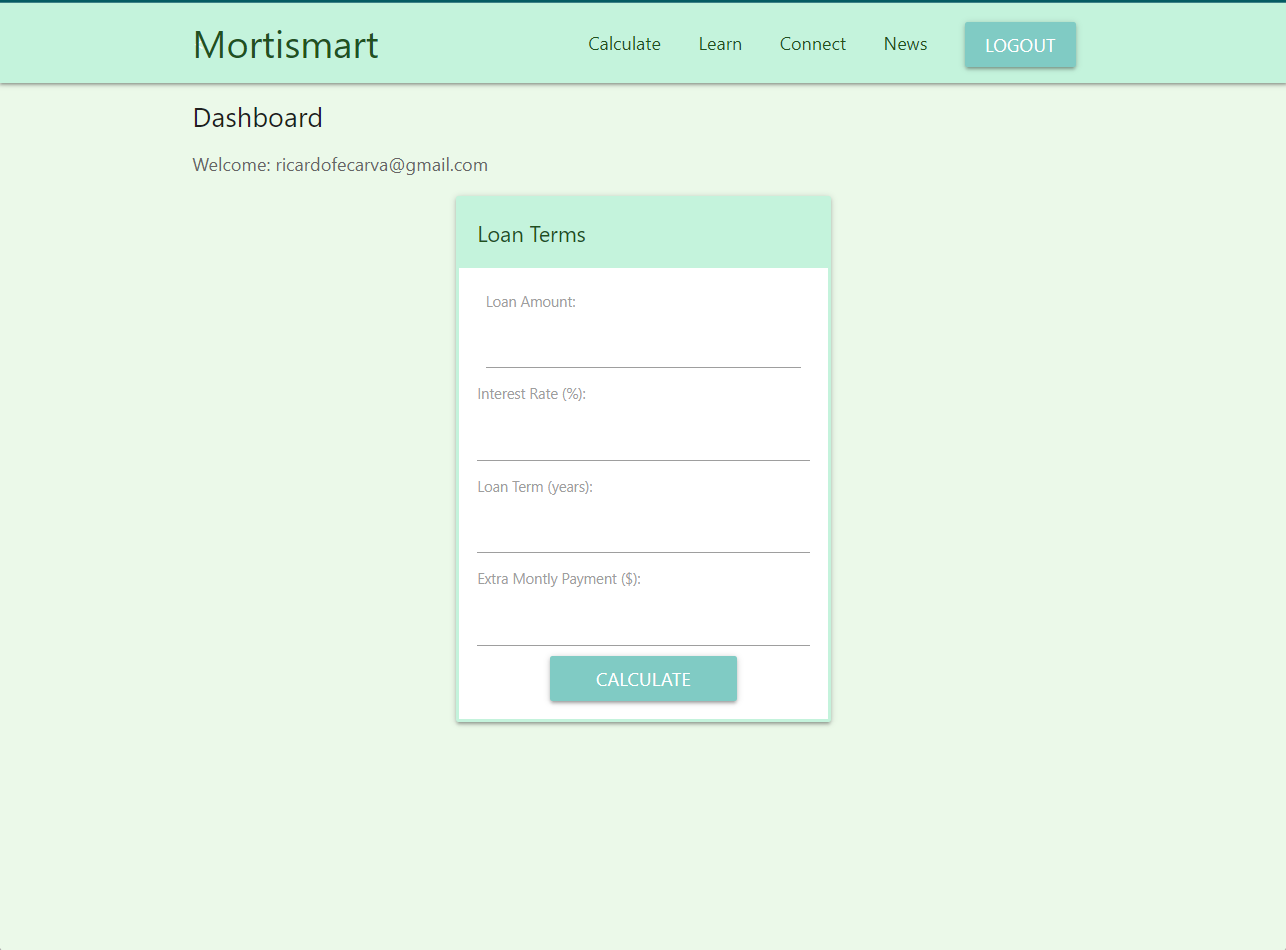 Mortismart
Calculate Learn Connect News LOGOUT
Dashboard
Welcome: ricardofecarva@gmail.com
Loan Terms
Loan Amount:
Interest Rate (%):
Loan Term (years):
Extra Montly Payment ($):
CALCULATE